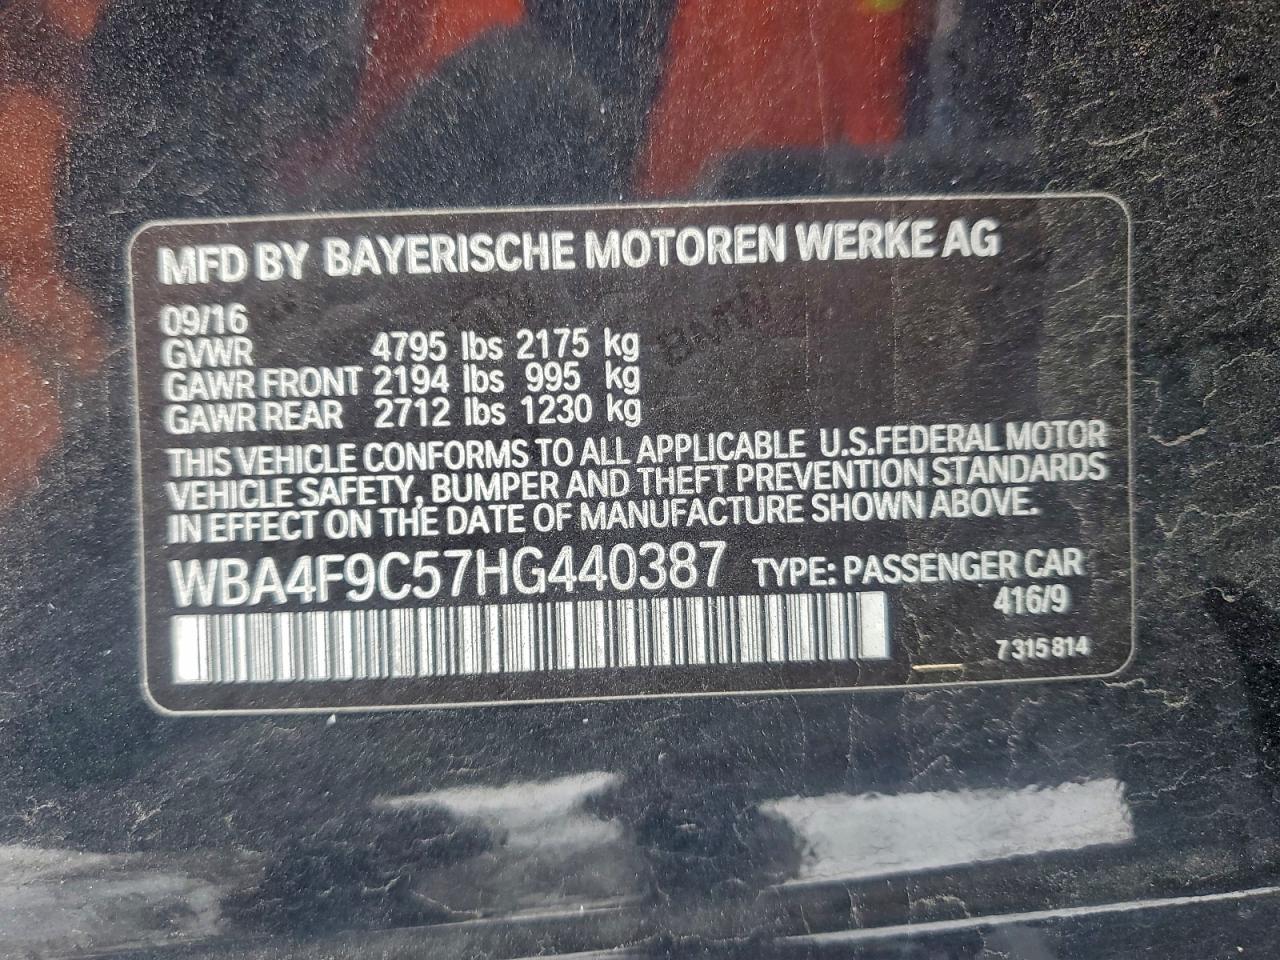 MFD BY BAYERISCHE MOTOREN WERKE AG
09/16
GVWR 4795 lbs 2175 kg
GAWR FRONT 2194 lbs 995 kg
GAWR REAR 2712 lbs 1230 kg
THIS VEHICLE CONFORMS TO ALL APPLICABLE U.S.FEDERAL MOTOR
VEHICLE SAFETY, BUMPER AND THEFT PREVENTION STANDARDS
IN EFFECT ON THE DATE OF MANUFACTURE SHOWN ABOVE.
WBA4F9C57HG440387 TYPE: PASSENGER CAR
416/9
7 315 814